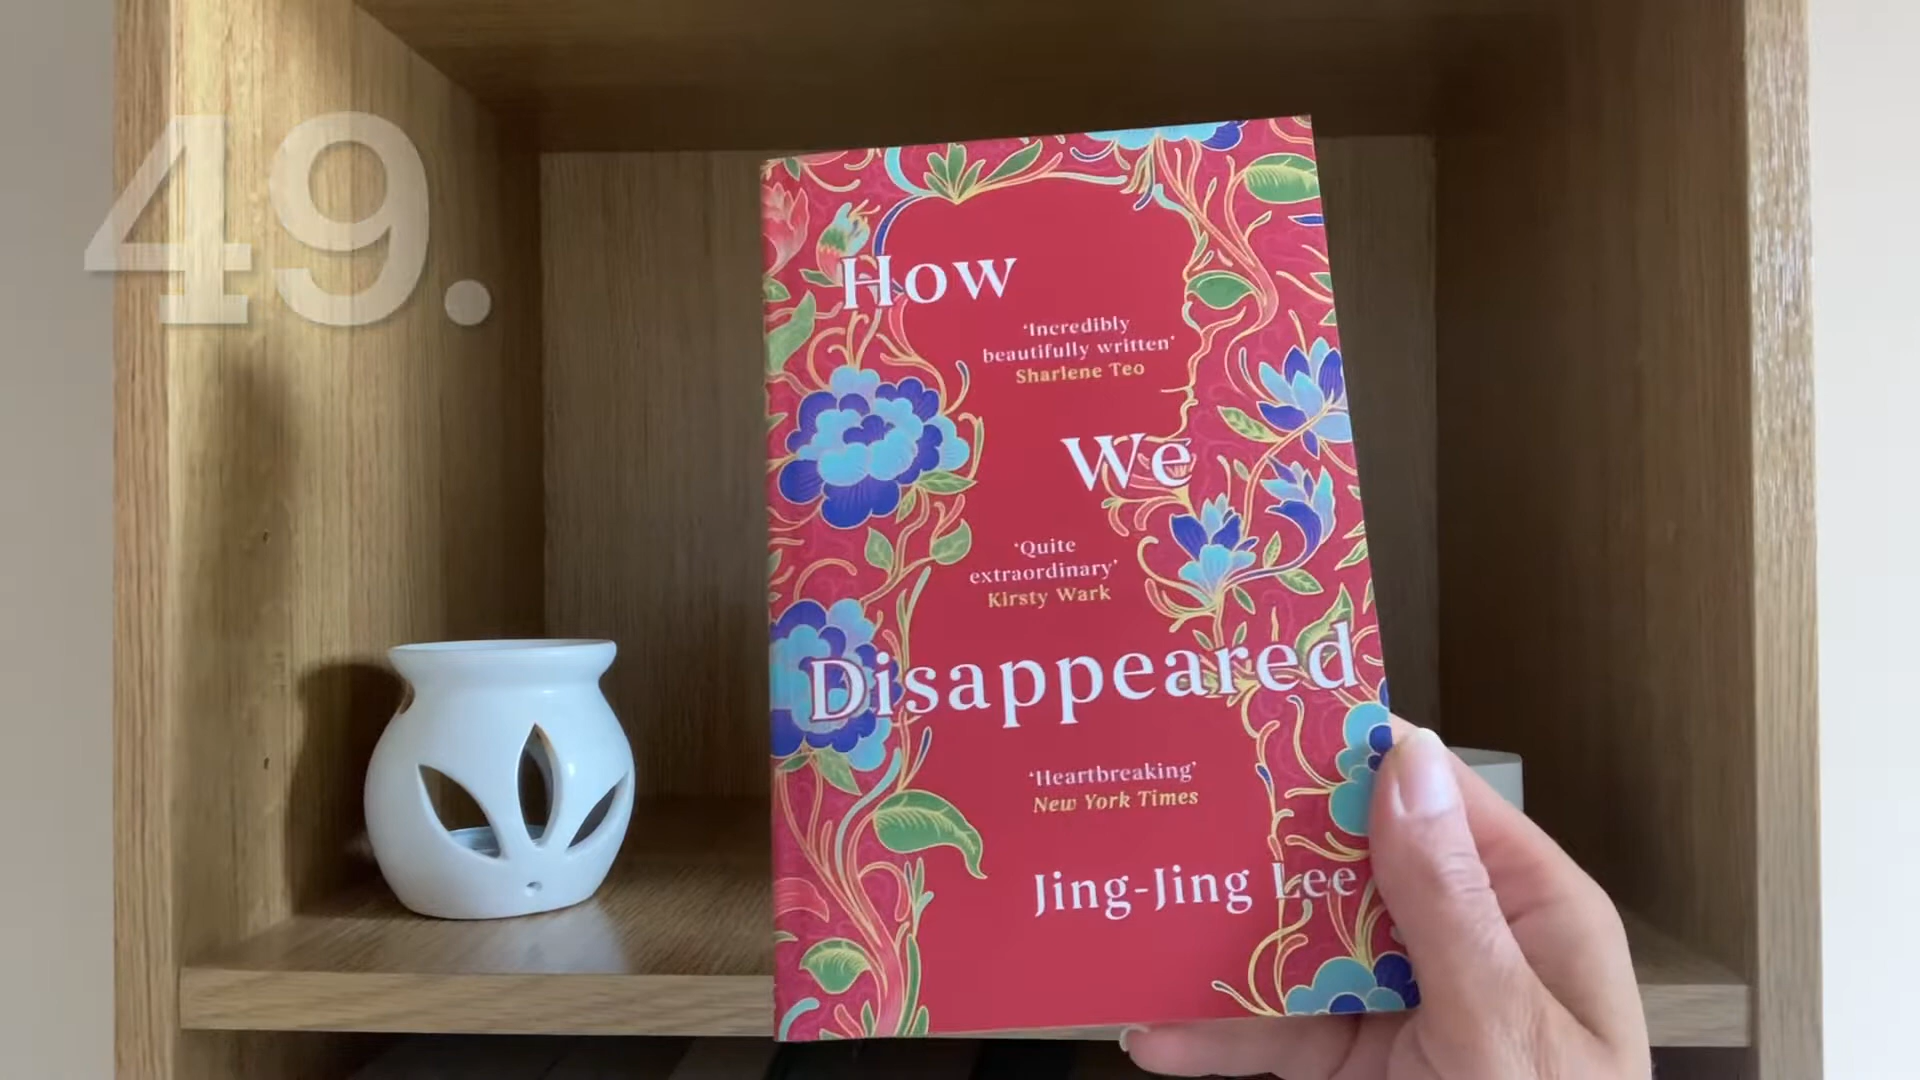 49.
How
‘Incredibly
beautifully written’
Sharlene Teo
We
‘Quite
extraordinary’
Kirsty Wark
Disappeared
‘Heartbreaking’
New York Times
Jing-Jing Lee